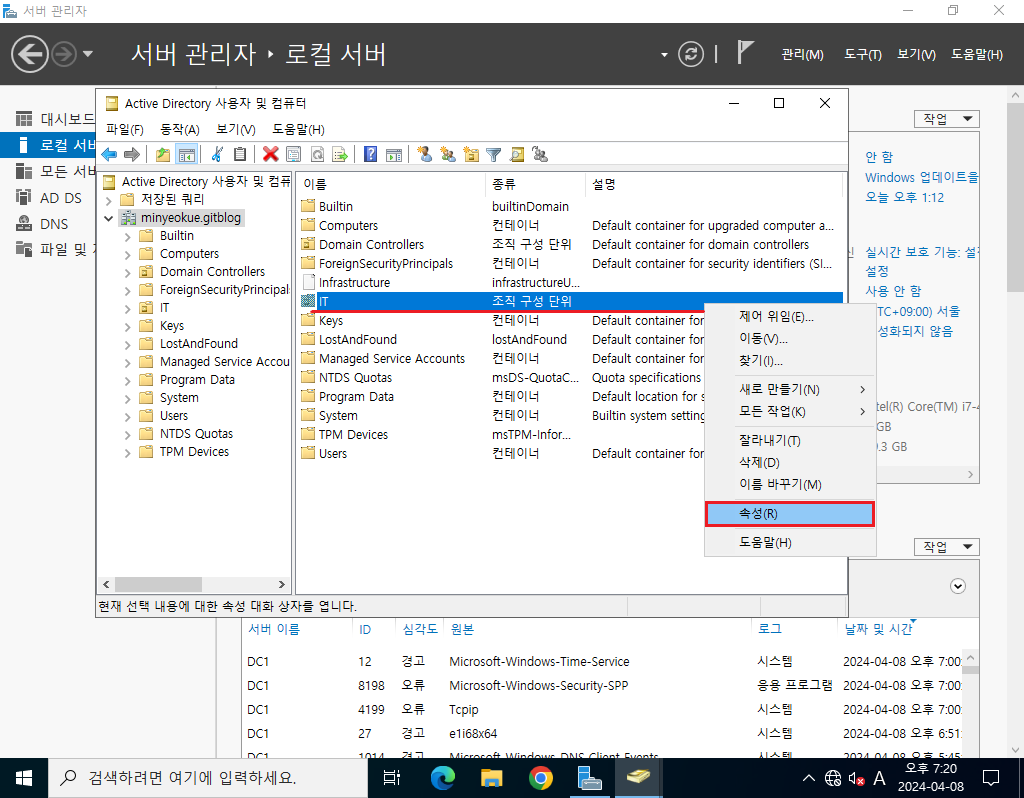 서버 관리자
서버 관리자 · 로컬 서버
관리(M) 도구(T) 보기(V) 도움말(H)
대시보드
로컬 서버
모든 서버
AD DS
DNS
파일 및
Active Directory 사용자 및 컴퓨터
파일(F) 동작(A) 보기(V) 도움말(H)
Active Directory 사용자 및 컴퓨
저장된 쿼리
minyeokue.gitblog
Builtin
Computers
Domain Controllers
ForeignSecurityPrincipal
IT
Keys
LostAndFound
Managed Service Accou
Program Data
System
Users
NTDS Quotas
TPM Devices
이름 종류 설명
Builtin builtinDomain
Computers 컨테이너 Default container for upgraded computer a...
Domain Controllers 조직 구성 단위 Default container for domain controllers
ForeignSecurityPrincipals 컨테이너 Default container for security identifiers (SI...
Infrastructure infrastructureU...
IT 조직 구성 단위
Keys 컨테이너 Default container for
LostAndFound lostAndFound Default container for
Managed Service Accounts 컨테이너 Default container for
NTDS Quotas msDS-QuotaC... Quota specifications
Program Data 컨테이너 Default location for s
System 컨테이너 Builtin system setting
TPM Devices msTPM-Infor...
Users 컨테이너 Default container for
제어 위임(E)...
이동(V)...
찾기(I)...
새로 만들기(N)
모든 작업(K)
잘라내기(T)
삭제(D)
이름 바꾸기(M)
속성(R)
도움말(H)
현재 선택 내용에 대한 속성 대화 상자를 엽니다.
작업
안 함
Windows 업데이트을
오늘 오후 1:12
실시간 보호 기능: 설정
설정
사용 안 함
TC+09:00) 서울
성화되지 않음
tel(R) Core(TM) i7-4
GB
.3 GB
작업
서버 이름 ID 심각도 원본 로그 날짜 및 시간
DC1 12 경고 Microsoft-Windows-Time-Service 시스템 2024-04-08 오후 7:00
DC1 8198 오류 Microsoft-Windows-Security-SPP 응용 프로그램 2024-04-08 오후 7:00
DC1 4199 오류 Tcpip 시스템 2024-04-08 오후 7:00
DC1 27 경고 e1i68x64 시스템 2024-04-08 오후 6:51
DC1 1014 경고 Microsoft-Windows-DNS Client Events 시스템 2024-04-08 오후 5:45
검색하려면 여기에 입력하세요.
A
오후 7:20
2024-04-08